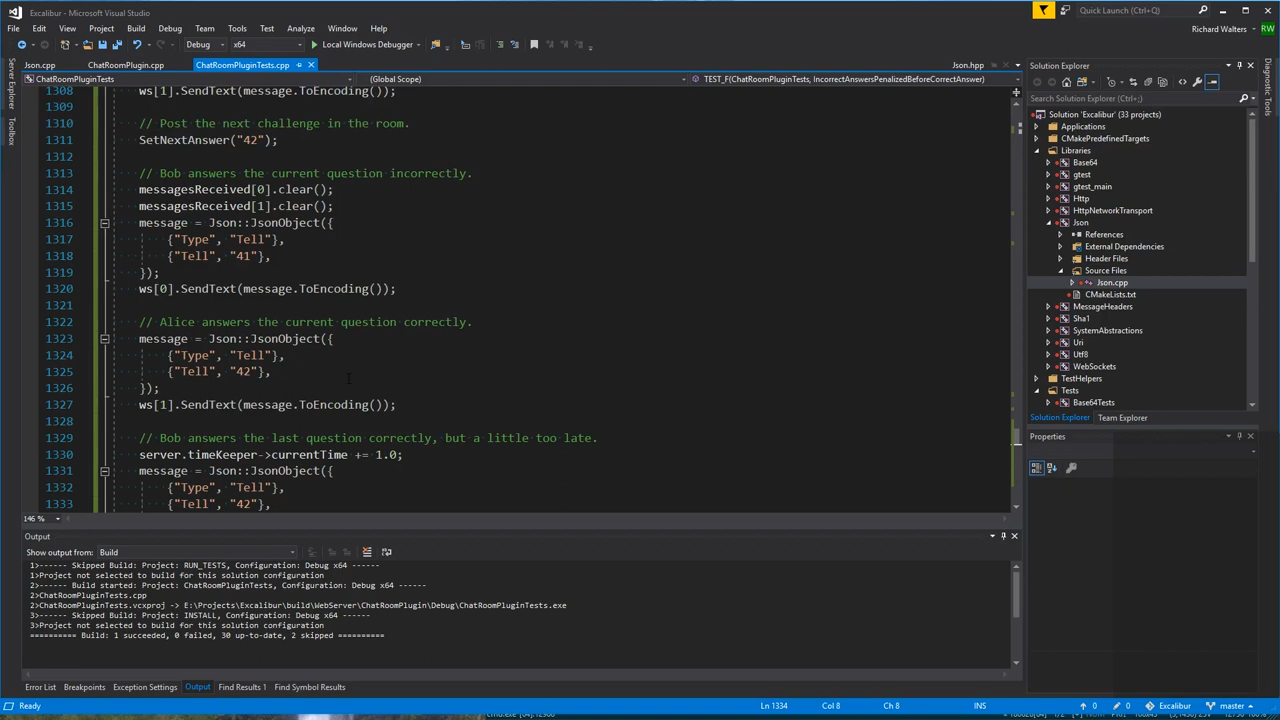 Excalibur - Microsoft Visual Studio
Quick Launch (Ctrl+Q)
File Edit View Project Build Debug Team Tools Test Analyze Window Help
Richard Walters RW
Debug x64 Local Windows Debugger
Json.cpp ChatRoomPlugin.cpp ChatRoomPluginTests.cpp Json.hpp
ChatRoomPluginTests (Global Scope) TEST_F(ChatRoomPluginTests, IncorrectAnswersPenalizedBeforeCorrectAnswer)
Server Explorer
Toolbox
1308 ws[1].SendText(message.ToEncoding());
1309
1310 // Post the next challenge in the room.
1311 SetNextAnswer("42");
1312
1313 // Bob answers the current question incorrectly.
1314 messagesReceived[0].clear();
1315 messagesReceived[1].clear();
1316 message = Json::JsonObject({
1317 {"Type", "Tell"},
1318 {"Tell", "41"},
1319 });
1320 ws[0].SendText(message.ToEncoding());
1321
1322 // Alice answers the current question correctly.
1323 message = Json::JsonObject({
1324 {"Type", "Tell"},
1325 {"Tell", "42"},
1326 });
1327 ws[1].SendText(message.ToEncoding());
1328
1329 // Bob answers the last question correctly, but a little too late.
1330 server.timeKeeper->currentTime += 1.0;
1331 message = Json::JsonObject({
1332 {"Type", "Tell"},
1333 {"Tell", "42"},
146 %
Output
Show output from: Build
1>------ Skipped Build: Project: RUN_TESTS, Configuration: Debug x64 ------
1>Project not selected to build for this solution configuration
2>------ Build started: Project: ChatRoomPluginTests, Configuration: Debug x64 ------
2>ChatRoomPluginTests.cpp
2>ChatRoomPluginTests.vcxproj -> E:\Projects\Excalibur\build\WebServer\ChatRoomPlugin\Debug\ChatRoomPluginTests.exe
3>------ Skipped Build: Project: INSTALL, Configuration: Debug x64 ------
3>Project not selected to build for this solution configuration
========== Build: 1 succeeded, 0 failed, 30 up-to-date, 2 skipped ==========
Error List Breakpoints Exception Settings Output Find Results 1 Find Symbol Results
Solution Explorer
Search Solution Explorer (Ctrl+;)
Solution 'Excalibur' (33 projects)
Applications
CMakePredefinedTargets
Libraries
Base64
gtest
gtest_main
Http
HttpNetworkTransport
Json
References
External Dependencies
Header Files
Source Files
Json.cpp
CMakeLists.txt
MessageHeaders
Sha1
SystemAbstractions
Uri
Utf8
WebSockets
TestHelpers
Tests
Base64Tests
Solution Explorer Team Explorer
Properties
Diagnostic Tools
Ready Ln 1334 Col 8 Ch 8 INS 0 0 Excalibur master